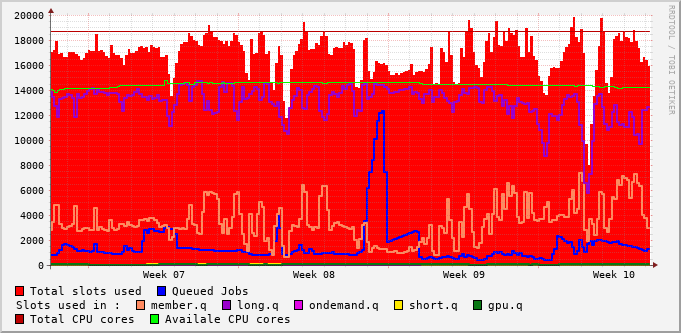 20000
18000
16000
14000
12000
10000
8000
6000
4000
2000
0
Week 07 Week 08 Week 09 Week 10
RRDTOOL / TOBI OETIKER
Total slots used Queued Jobs
Slots used in : member.q long.q ondemand.q short.q gpu.q
Total CPU cores Availale CPU cores